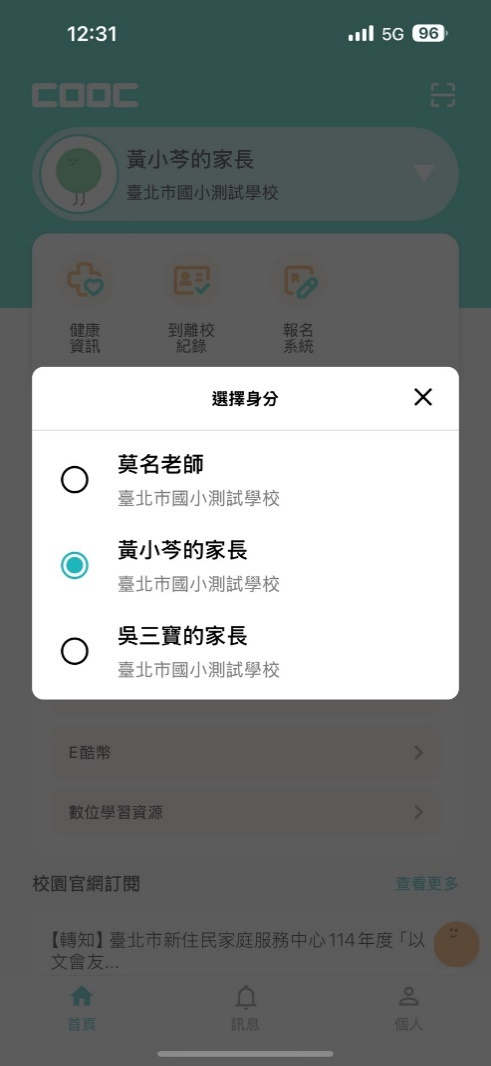 12:31
5G 96
COOC
黃小芩的家長
臺北市國小測試學校
健康
資訊
到離校
紀錄
報名
系統
選擇身分
莫名老師
臺北市國小測試學校
黃小芩的家長
臺北市國小測試學校
吳三寶的家長
臺北市國小測試學校
E酷幣
數位學習資源
校園官網訂閱
查看更多
【轉知】臺北市新住民家庭服務中心114年度「以
文會友...
首頁
訊息
個人